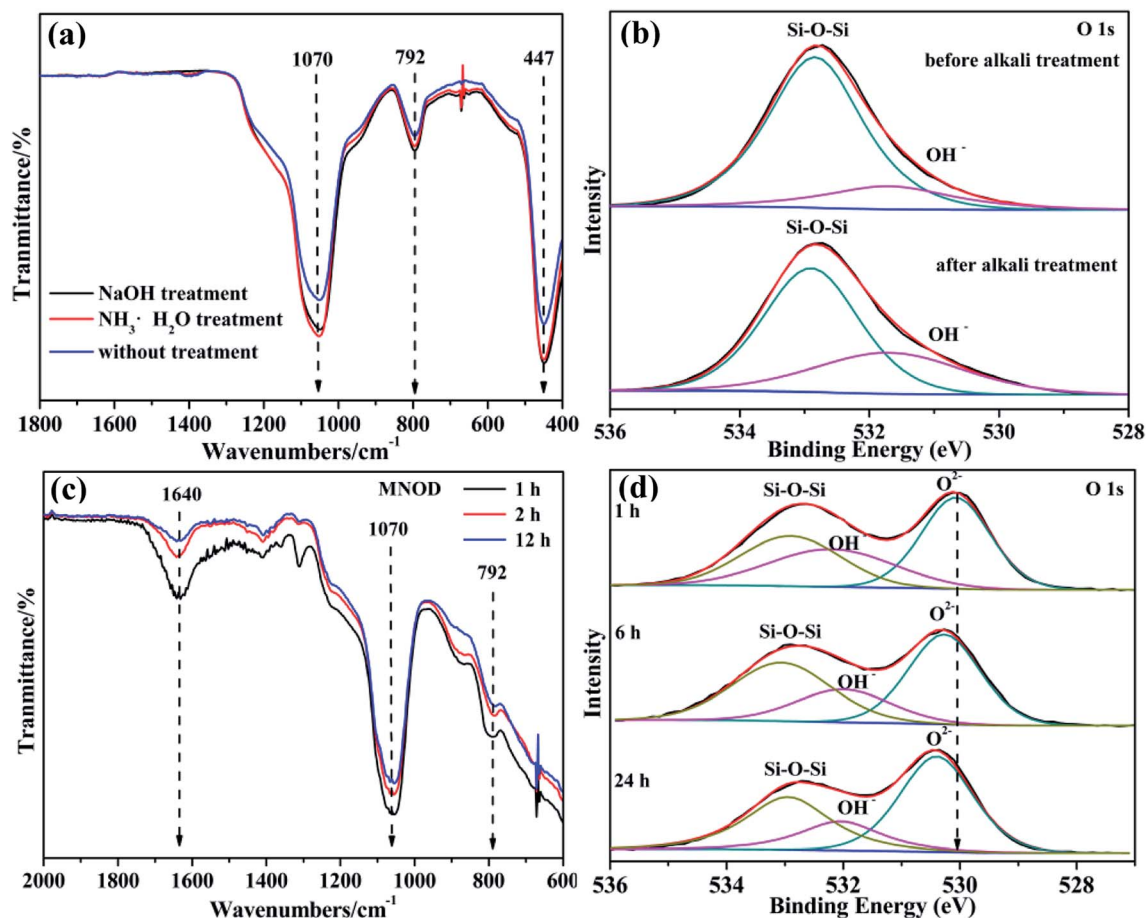 (a)
1070
792
447
Tranmittance/%
NaOH treatment
NH₃· H₂O treatment
without treatment
1800 1600 1400 1200 1000 800 600 400
Wavenumbers/cm⁻¹
(b)
Si-O-Si
O 1s
before alkali treatment
OH⁻
Si-O-Si
after alkali treatment
OH⁻
Intensity
536 534 532 530 528
Binding Energy (eV)
(c)
1640
MNOD
1 h
2 h
12 h
1070
792
Tranmittance/%
2000 1800 1600 1400 1200 1000 800 600
Wavenumbers/cm⁻¹
(d)
O 1s
1 h
Si-O-Si
OH⁻
O²⁻
6 h
Si-O-Si
OH⁻
O²⁻
24 h
Si-O-Si
OH⁻
O²⁻
Intensity
536 534 532 530 528
Binding Energy (eV)